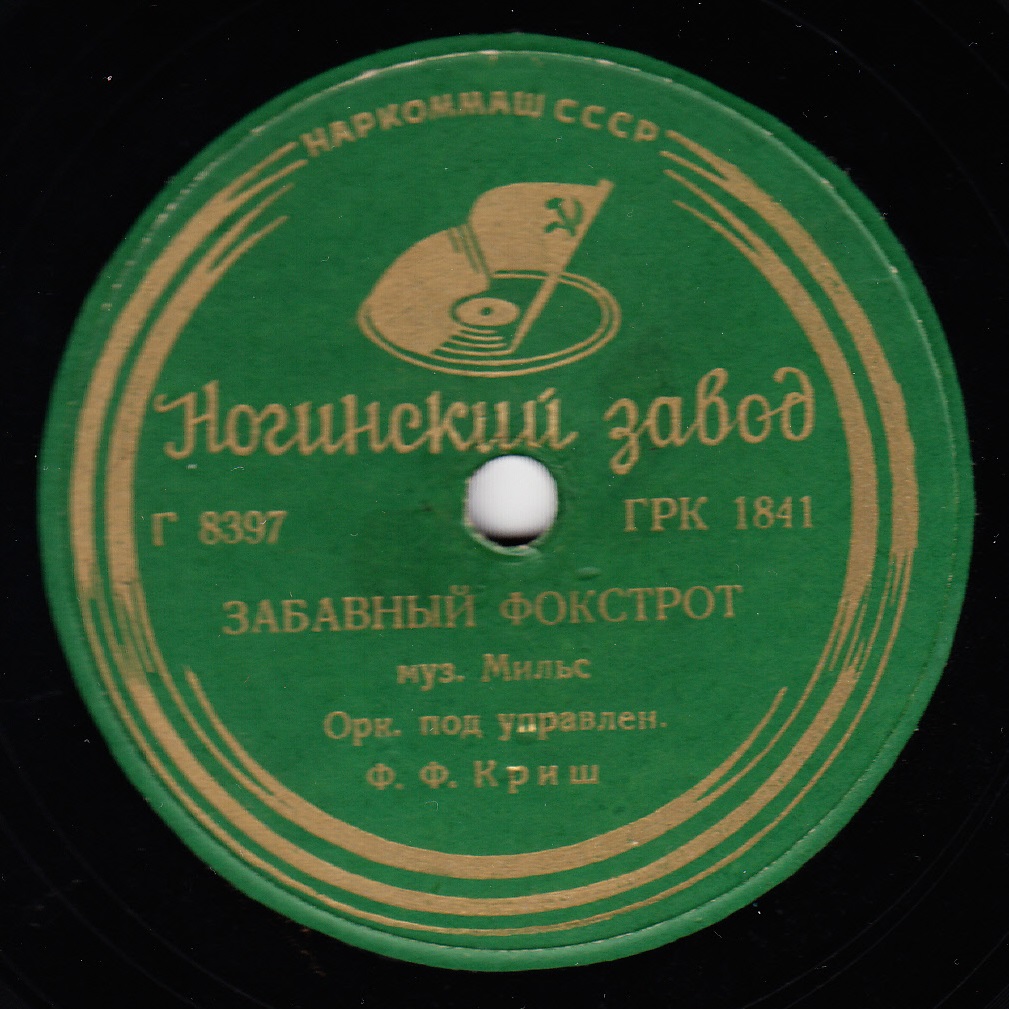 НАРКОММАШ СССР
Ногинский завод
Г 8397 ГРК 1841
ЗАБАВНЫЙ ФОКСТРОТ
муз. Мильс
Орк. под управлен.
Ф. Ф. Криш